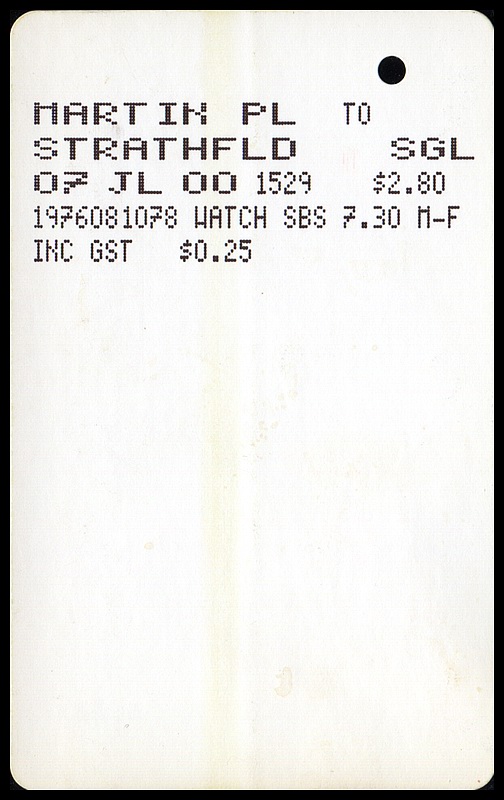 MARTIN PL TO
STRATHFLD SGL
07 JL 00 1529 $2.80
1976081078 WATCH SBS 7.30 M-F
INC GST $0.25